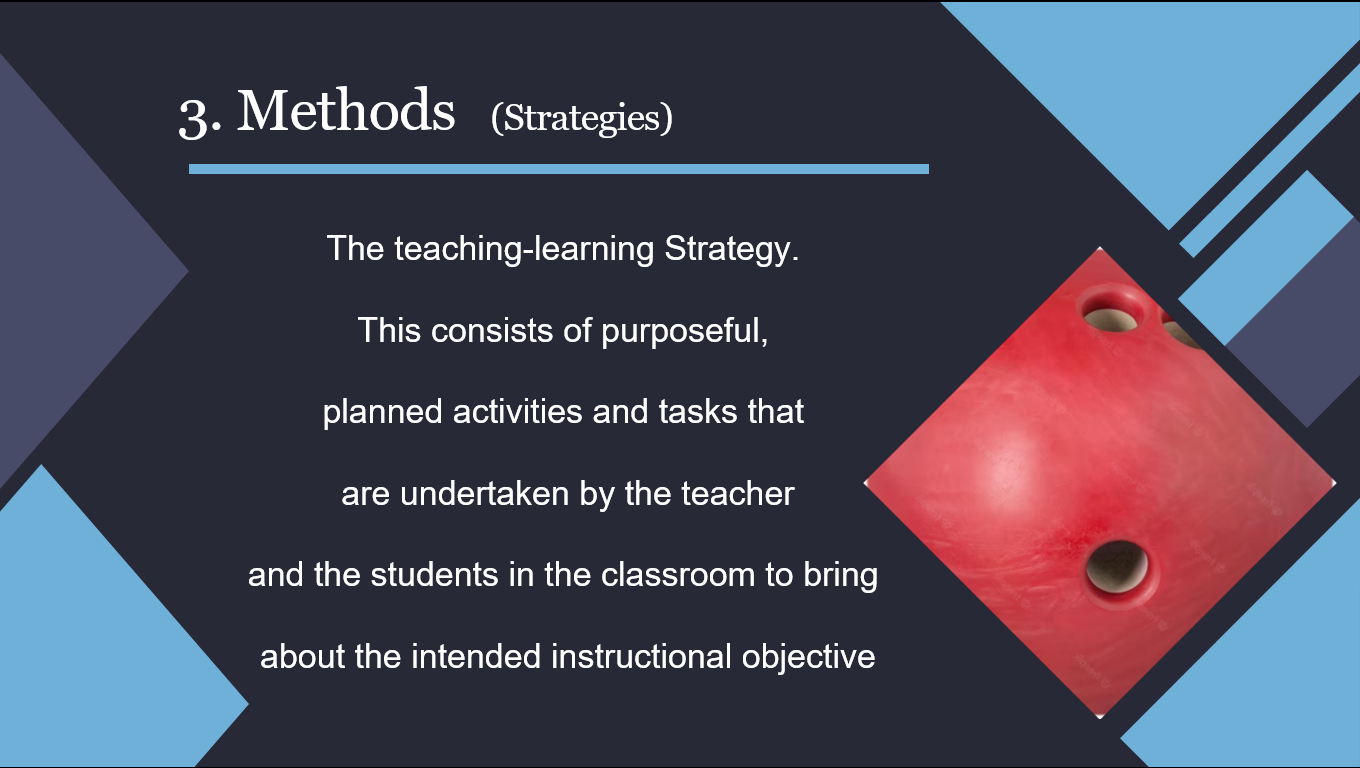 3. Methods (Strategies)
The teaching-learning Strategy.
This consists of purposeful,
planned activities and tasks that
are undertaken by the teacher
and the students in the classroom to bring
about the intended instructional objective